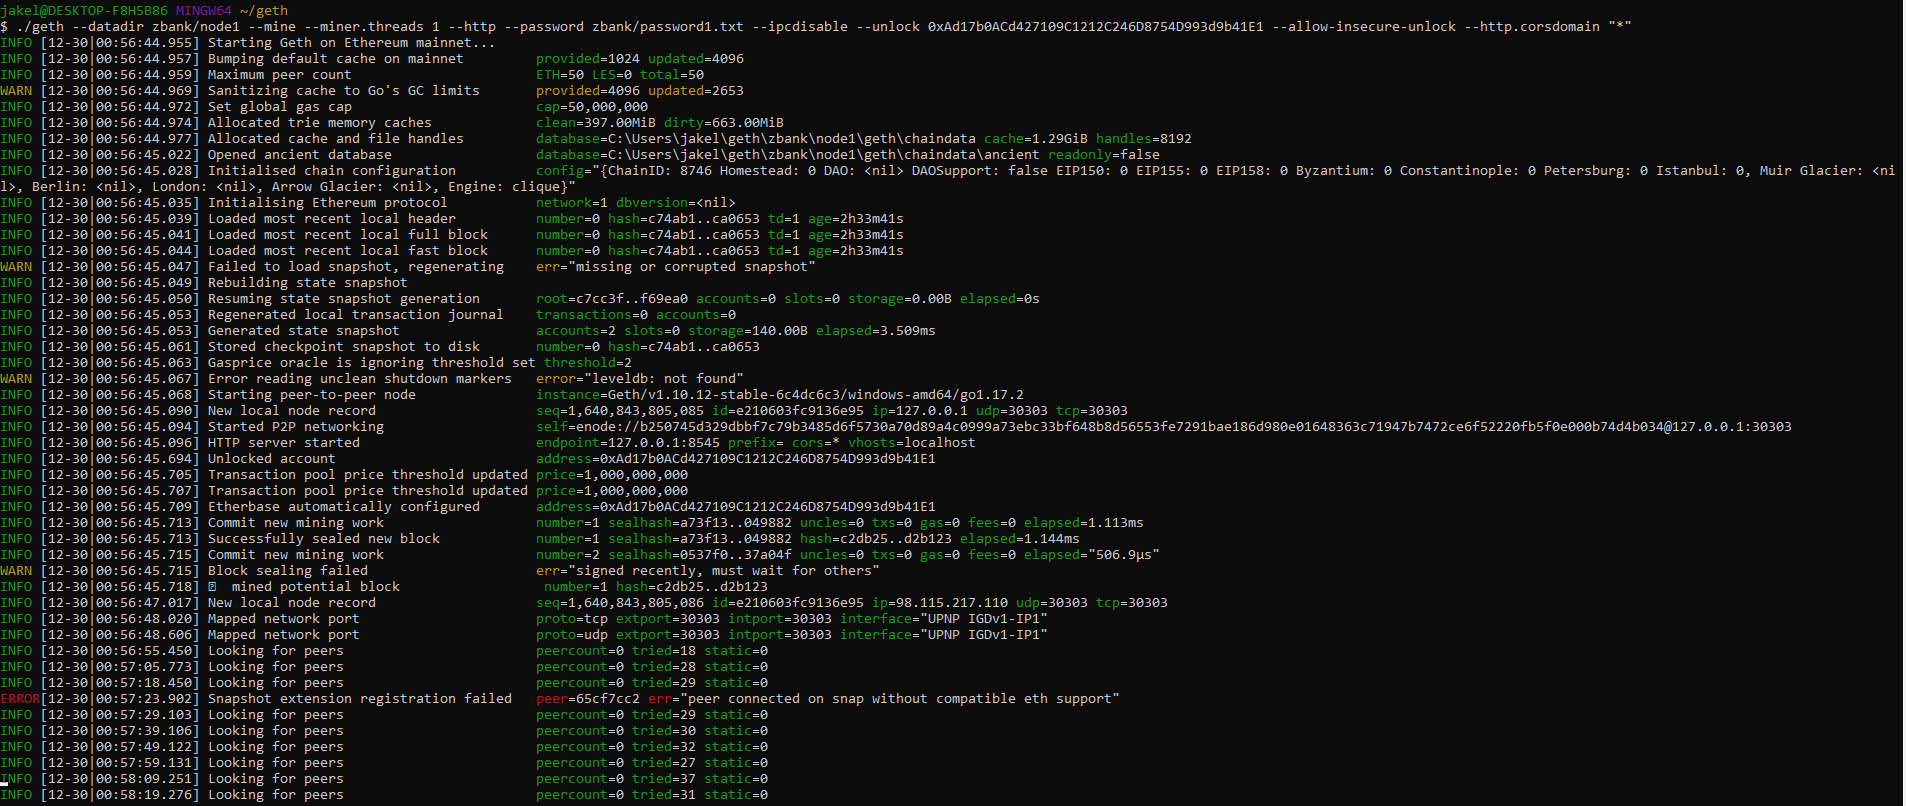 jakel@DESKTOP-F8H5B86 MINGW64 ~/geth
$ ./geth --datadir zbank/node1 --mine --miner.threads 1 --http --password zbank/password1.txt --ipcdisable --unlock 0xAd17b0ACd427109C1212C246D8754D993d9b41E1 --allow-insecure-unlock --http.corsdomain "*"
INFO [12-30|00:56:44.955] Starting Geth on Ethereum mainnet...
INFO [12-30|00:56:44.957] Bumping default cache on mainnet provided=1024 updated=4096
INFO [12-30|00:56:44.959] Maximum peer count ETH=50 LES=0 total=50
WARN [12-30|00:56:44.969] Sanitizing cache to Go's GC limits provided=4096 updated=2653
INFO [12-30|00:56:44.972] Set global gas cap cap=50,000,000
INFO [12-30|00:56:44.974] Allocated trie memory caches clean=397.00MiB dirty=663.00MiB
INFO [12-30|00:56:44.977] Allocated cache and file handles database=C:\Users\jakel\geth\zbank\node1\geth\chaindata cache=1.29GiB handles=8192
INFO [12-30|00:56:45.022] Opened ancient database database=C:\Users\jakel\geth\zbank\node1\geth\chaindata\ancient readonly=false
INFO [12-30|00:56:45.028] Initialised chain configuration config="{ChainID: 8746 Homestead: 0 DAO: <nil> DAOSupport: false EIP150: 0 EIP155: 0 EIP158: 0 Byzantium: 0 Constantinople: 0 Petersburg: 0 Istanbul: 0, Muir Glacier: <ni
l>, Berlin: <nil>, London: <nil>, Arrow Glacier: <nil>, Engine: clique}"
INFO [12-30|00:56:45.035] Initialising Ethereum protocol network=1 dbversion=<nil>
INFO [12-30|00:56:45.039] Loaded most recent local header number=0 hash=c74ab1..ca0653 td=1 age=2h33m41s
INFO [12-30|00:56:45.041] Loaded most recent local full block number=0 hash=c74ab1..ca0653 td=1 age=2h33m41s
INFO [12-30|00:56:45.044] Loaded most recent local fast block number=0 hash=c74ab1..ca0653 td=1 age=2h33m41s
WARN [12-30|00:56:45.047] Failed to load snapshot, regenerating err="missing or corrupted snapshot"
INFO [12-30|00:56:45.049] Rebuilding state snapshot
INFO [12-30|00:56:45.050] Resuming state snapshot generation root=c7cc3f..f69ea0 accounts=0 slots=0 storage=0.00B elapsed=0s
INFO [12-30|00:56:45.053] Regenerated local transaction journal transactions=0 accounts=0
INFO [12-30|00:56:45.053] Generated state snapshot accounts=2 slots=0 storage=140.00B elapsed=3.509ms
INFO [12-30|00:56:45.061] Stored checkpoint snapshot to disk number=0 hash=c74ab1..ca0653
INFO [12-30|00:56:45.063] Gasprice oracle is ignoring threshold set threshold=2
WARN [12-30|00:56:45.067] Error reading unclean shutdown markers error="leveldb: not found"
INFO [12-30|00:56:45.068] Starting peer-to-peer node instance=Geth/v1.10.12-stable-6c4dc6c3/windows-amd64/go1.17.2
INFO [12-30|00:56:45.090] New local node record seq=1,640,843,805,085 id=e210603fc9136e95 ip=127.0.0.1 udp=30303 tcp=30303
INFO [12-30|00:56:45.094] Started P2P networking self=enode://b250745d329dbbf7c79b3485d6f5730a70d89a4c0999a73ebc33bf648b8d56553fe7291bae186d980e01648363c71947b7472ce6f52220fb5f0e000b74d4b034@127.0.0.1:30303
INFO [12-30|00:56:45.096] HTTP server started endpoint=127.0.0.1:8545 prefix= cors=* vhosts=localhost
INFO [12-30|00:56:45.694] Unlocked account address=0xAd17b0ACd427109C1212C246D8754D993d9b41E1
INFO [12-30|00:56:45.705] Transaction pool price threshold updated price=1,000,000,000
INFO [12-30|00:56:45.707] Transaction pool price threshold updated price=1,000,000,000
INFO [12-30|00:56:45.709] Etherbase automatically configured address=0xAd17b0ACd427109C1212C246D8754D993d9b41E1
INFO [12-30|00:56:45.713] Commit new mining work number=1 sealhash=a73f13..049882 uncles=0 txs=0 gas=0 fees=0 elapsed=1.113ms
INFO [12-30|00:56:45.713] Successfully sealed new block number=1 sealhash=a73f13..049882 hash=c2db25..d2b123 elapsed=1.144ms
INFO [12-30|00:56:45.715] Commit new mining work number=2 sealhash=0537f0..37a04f uncles=0 txs=0 gas=0 fees=0 elapsed="506.9µs"
WARN [12-30|00:56:45.715] Block sealing failed err="signed recently, must wait for others"
INFO [12-30|00:56:45.718] mined potential block number=1 hash=c2db25..d2b123
INFO [12-30|00:56:47.017] New local node record seq=1,640,843,805,086 id=e210603fc9136e95 ip=98.115.217.110 udp=30303 tcp=30303
INFO [12-30|00:56:48.020] Mapped network port proto=tcp extport=30303 intport=30303 interface="UPNP IGDv1-IP1"
INFO [12-30|00:56:48.606] Mapped network port proto=udp extport=30303 intport=30303 interface="UPNP IGDv1-IP1"
INFO [12-30|00:56:55.450] Looking for peers peercount=0 tried=18 static=0
INFO [12-30|00:57:05.773] Looking for peers peercount=0 tried=28 static=0
INFO [12-30|00:57:18.450] Looking for peers peercount=0 tried=29 static=0
ERROR[12-30|00:57:23.902] Snapshot extension registration failed peer=65cf7cc2 err="peer connected on snap without compatible eth support"
INFO [12-30|00:57:29.103] Looking for peers peercount=0 tried=29 static=0
INFO [12-30|00:57:39.106] Looking for peers peercount=0 tried=30 static=0
INFO [12-30|00:57:49.122] Looking for peers peercount=0 tried=32 static=0
INFO [12-30|00:57:59.131] Looking for peers peercount=0 tried=27 static=0
INFO [12-30|00:58:09.251] Looking for peers peercount=0 tried=37 static=0
INFO [12-30|00:58:19.276] Looking for peers peercount=0 tried=31 static=0